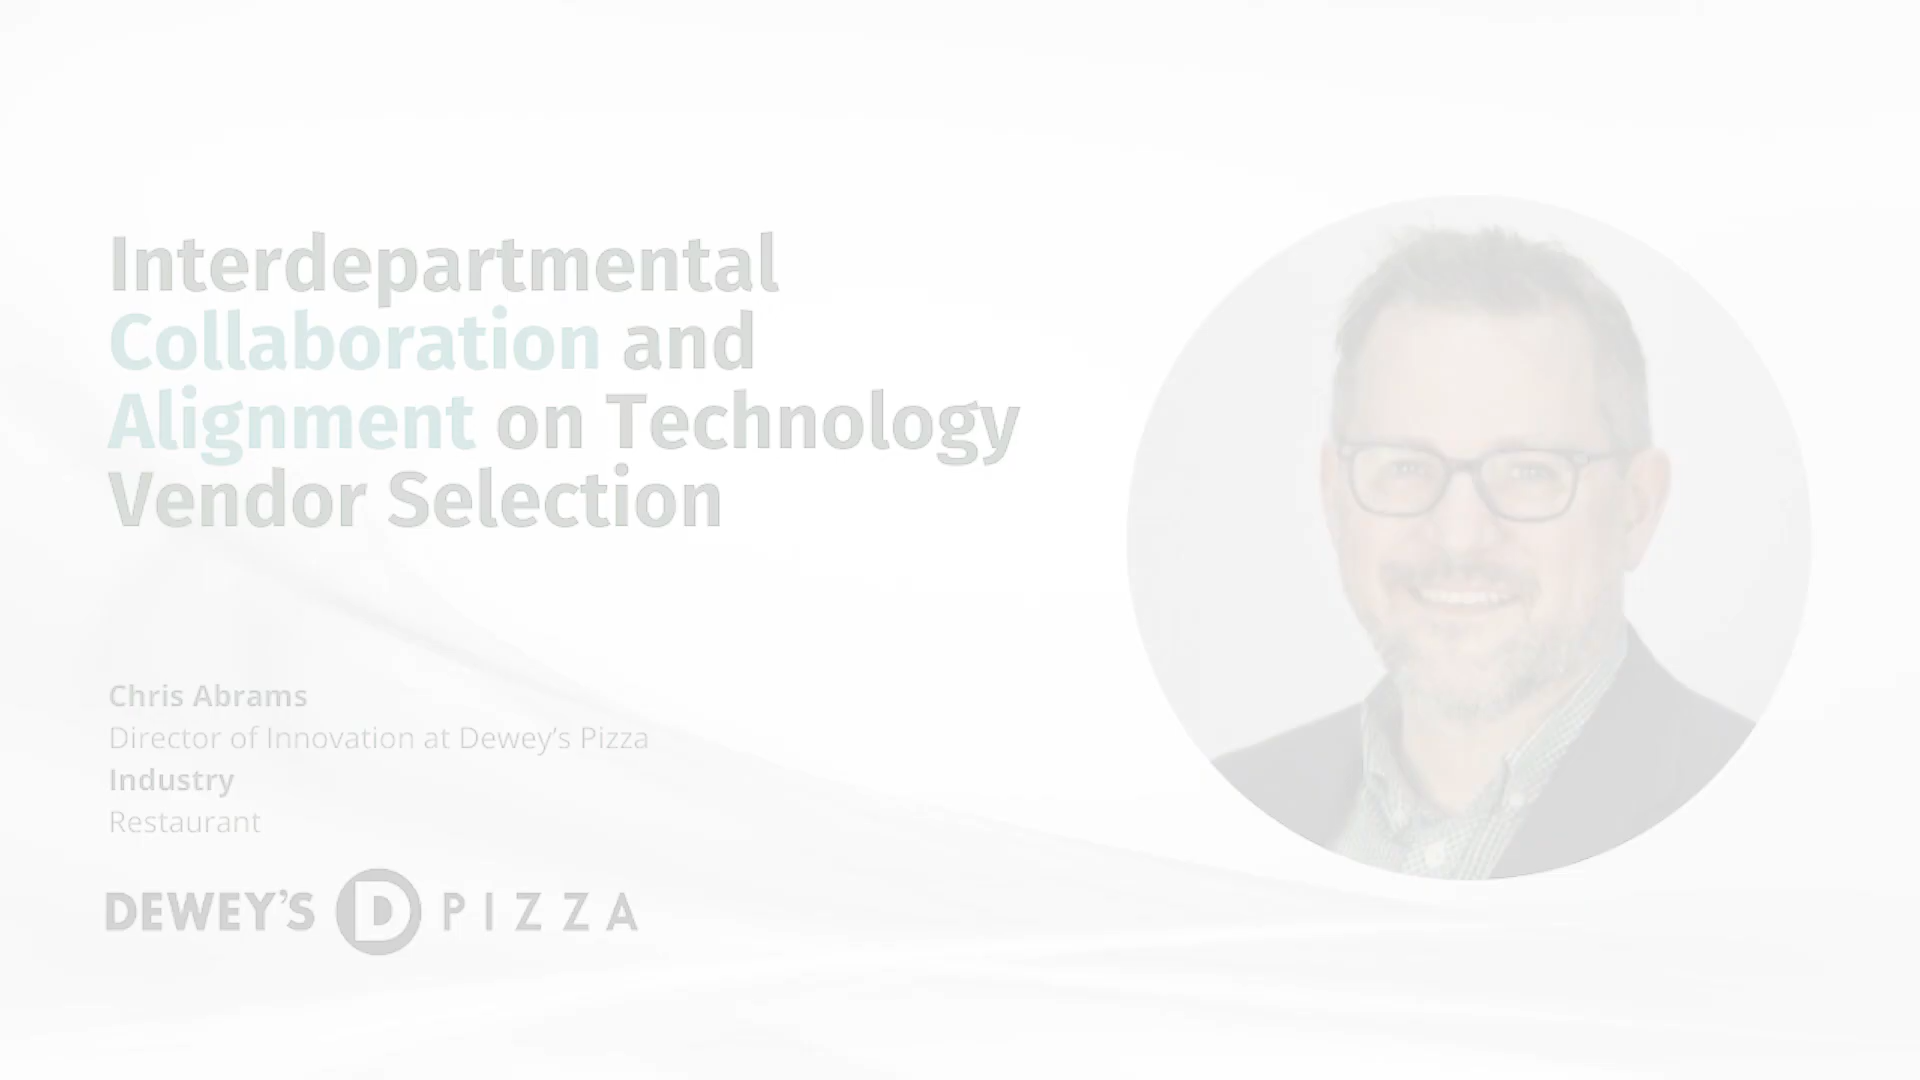 Interdepartmental
Collaboration and
Alignment on Technology
Vendor Selection
Chris Abrams
Director of Innovation at Dewey’s Pizza
Industry
Restaurant
DEWEY’S D PIZZA